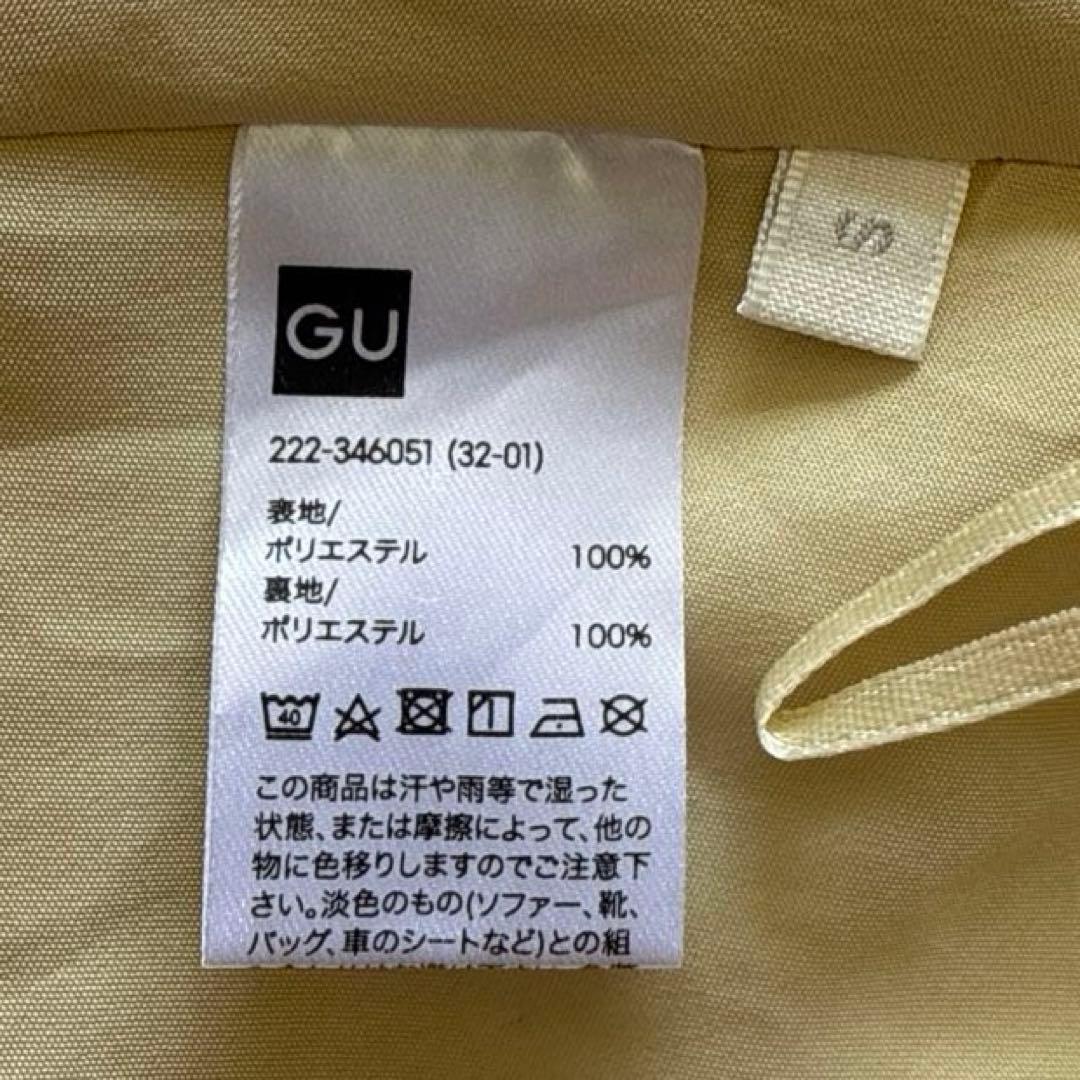 GU
S
222-346051 (32-01)
表地/
ポリエステル 100%
裏地/
ポリエステル 100%
40
この商品は汗や雨等で湿った
状態、または摩擦によって、他の
物に色移りしますのでご注意下
さい。淡色のもの(ソファー、靴、
バッグ、車のシートなど)との組